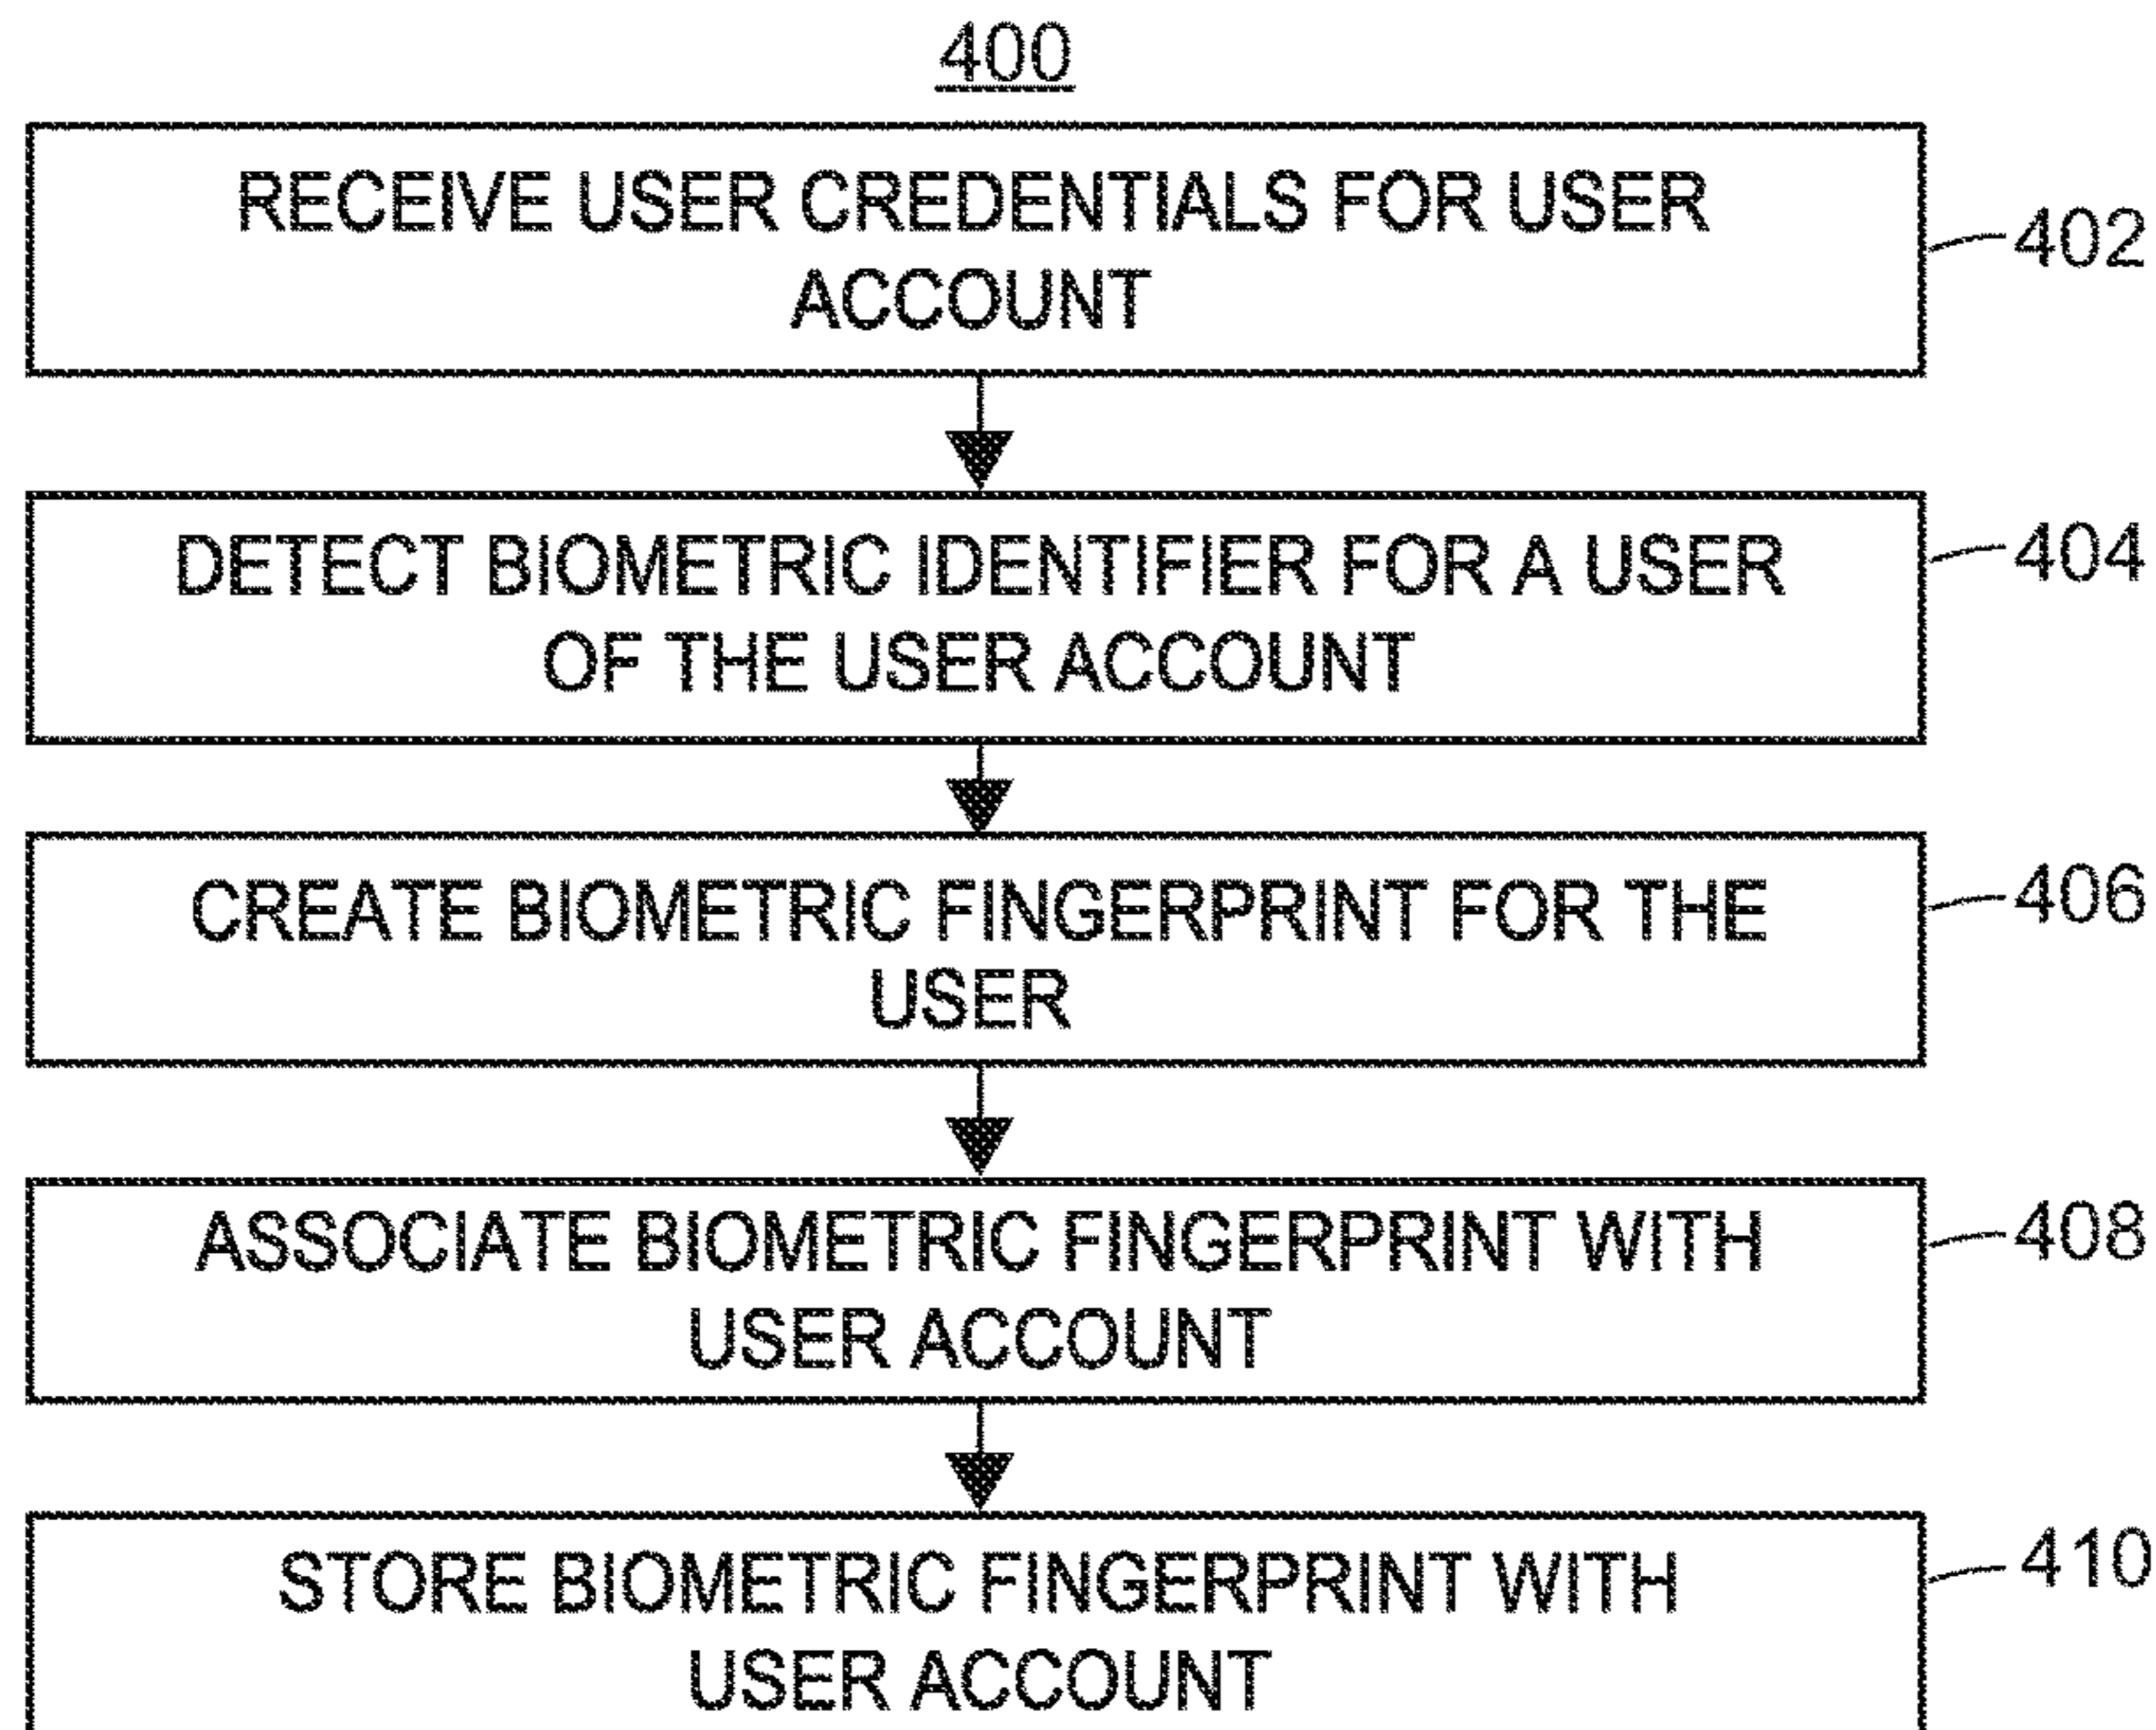 400
RECEIVE USER CREDENTIALS FOR USER
ACCOUNT
402
DETECT BIOMETRIC IDENTIFIER FOR A USER
OF THE USER ACCOUNT
404
CREATE BIOMETRIC FINGERPRINT FOR THE
USER
406
ASSOCIATE BIOMETRIC FINGERPRINT WITH
USER ACCOUNT
408
STORE BIOMETRIC FINGERPRINT WITH
USER ACCOUNT
410